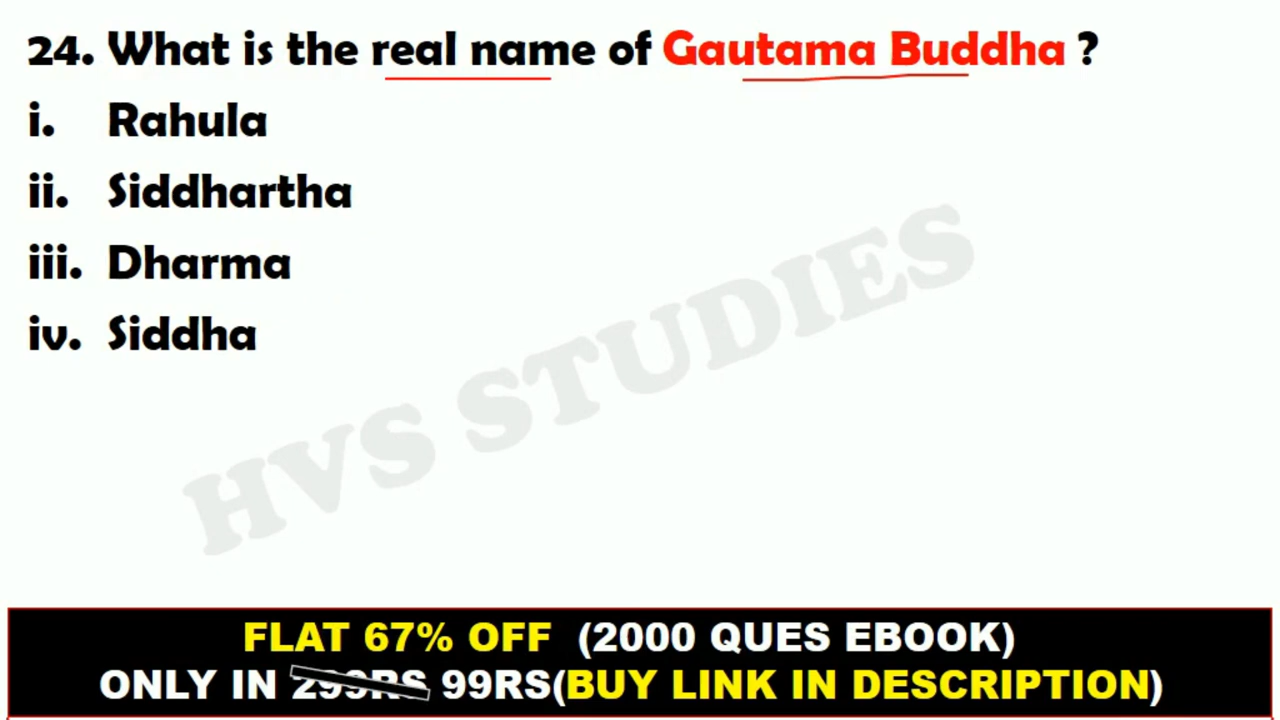 24. What is the real name of Gautama Buddha ?
i. Rahula
ii. Siddhartha
iii. Dharma
iv. Siddha
HVS STUDIES
FLAT 67% OFF (2000 QUES EBOOK)
ONLY IN 299RS 99RS(BUY LINK IN DESCRIPTION)